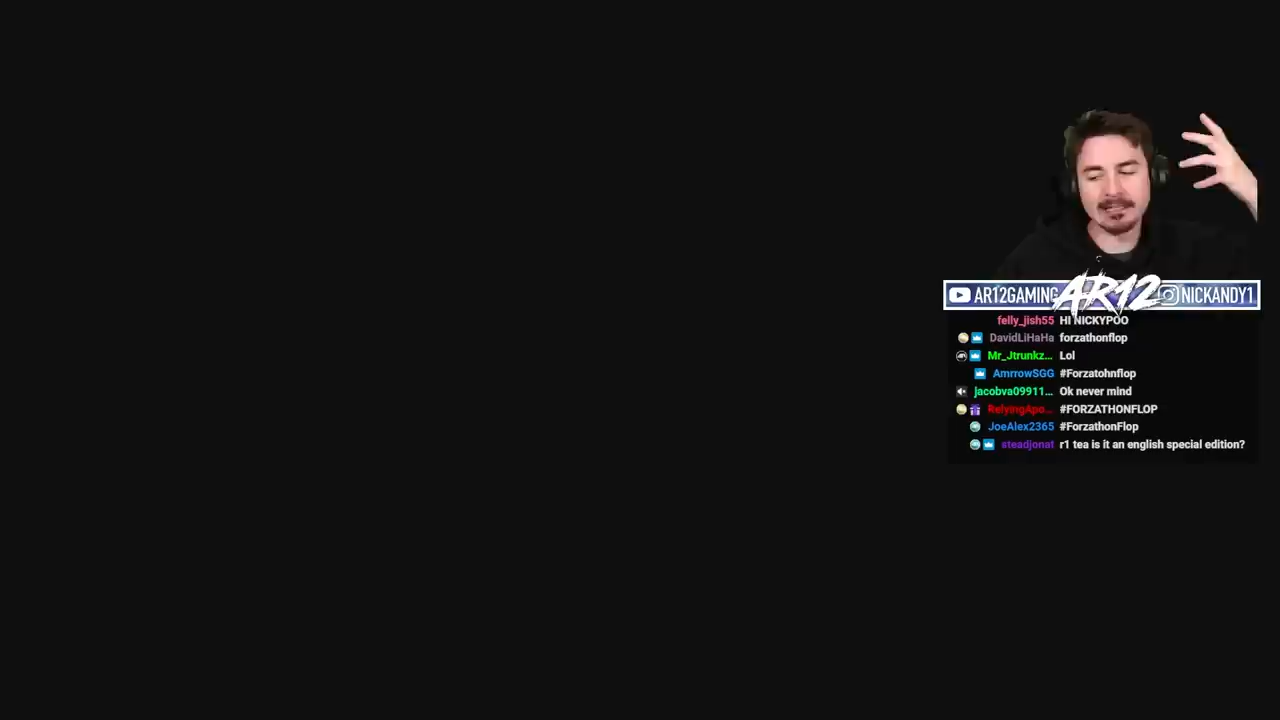 AR12GAMING AR12 NICKANDY1
felly_jish55 HI NICKYPOO
DavidLiHaHa forzathonflop
Mr_Jtrunkz... Lol
AmrrowSGG #Forzatohnflop
jacobva09911... Ok never mind
RelyingApo... #FORZATHONFLOP
JoeAlex2365 #ForzathonFlop
steadjonat r1 tea is it an english special edition?